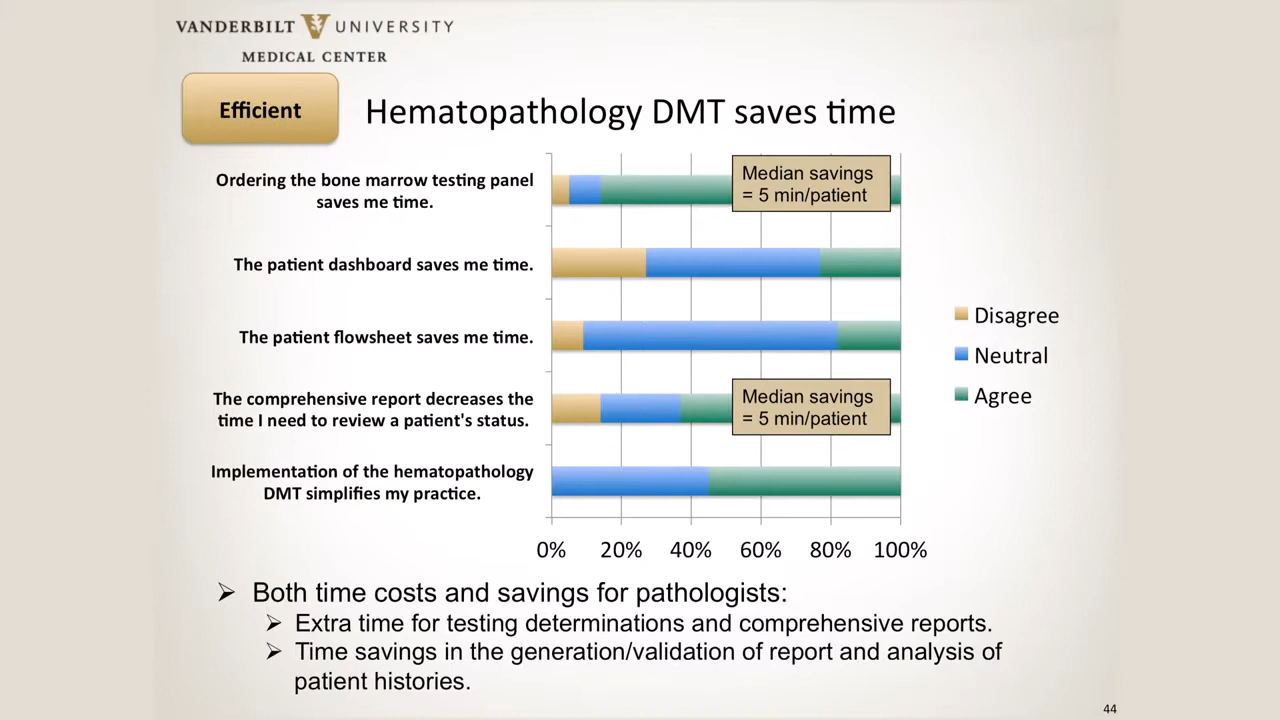 VANDERBILT UNIVERSITY
MEDICAL CENTER
Efficient
Hematopathology DMT saves time
Ordering the bone marrow testing panel
saves me time.
Median savings
= 5 min/patient
The patient dashboard saves me time.
The patient flowsheet saves me time.
The comprehensive report decreases the
time I need to review a patient's status.
Median savings
= 5 min/patient
Implementation of the hematopathology
DMT simplifies my practice.
0% 20% 40% 60% 80% 100%
Disagree
Neutral
Agree
➢ Both time costs and savings for pathologists:
➢ Extra time for testing determinations and comprehensive reports.
➢ Time savings in the generation/validation of report and analysis of
patient histories.
44